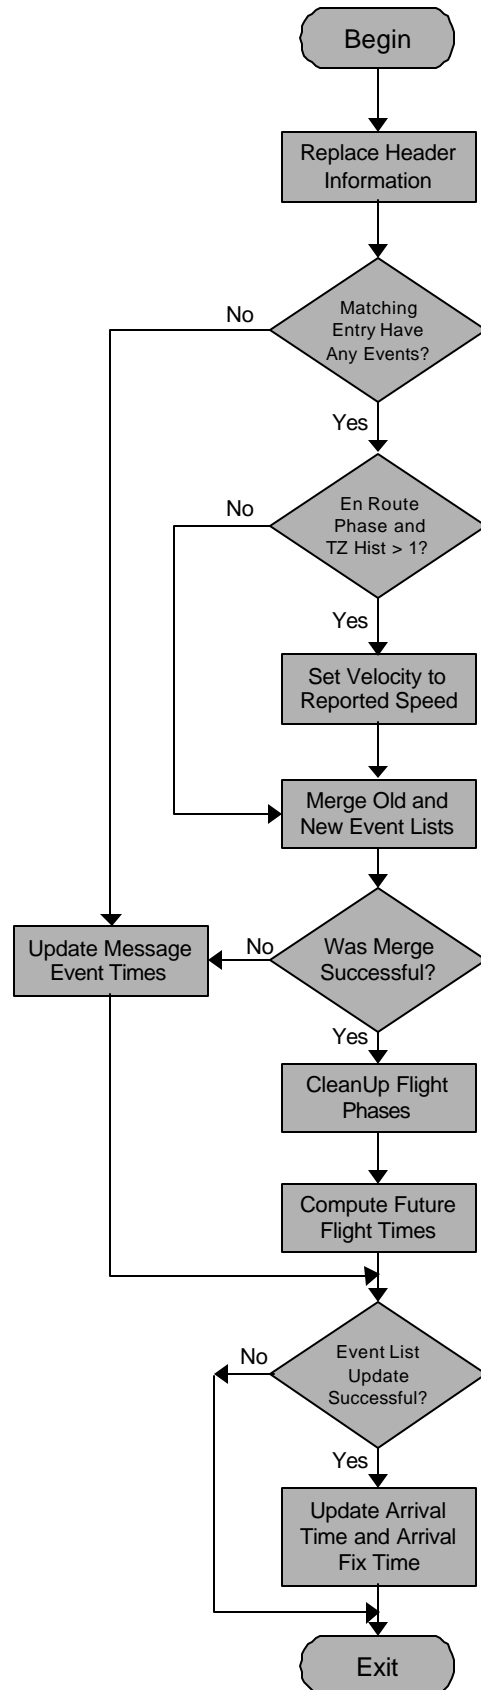 Begin
Replace Header
Information
No
Matching
Entry Have
Any Events?
Yes
No
En Route
Phase and
TZ Hist > 1?
Yes
Set Velocity to
Reported Speed
Merge Old and
New Event Lists
Update Message
Event Times
No
Was Merge
Successful?
Yes
CleanUp Flight
Phases
Compute Future
Flight Times
No
Event List
Update
Successful?
Yes
Update Arrival
Time and Arrival
Fix Time
Exit